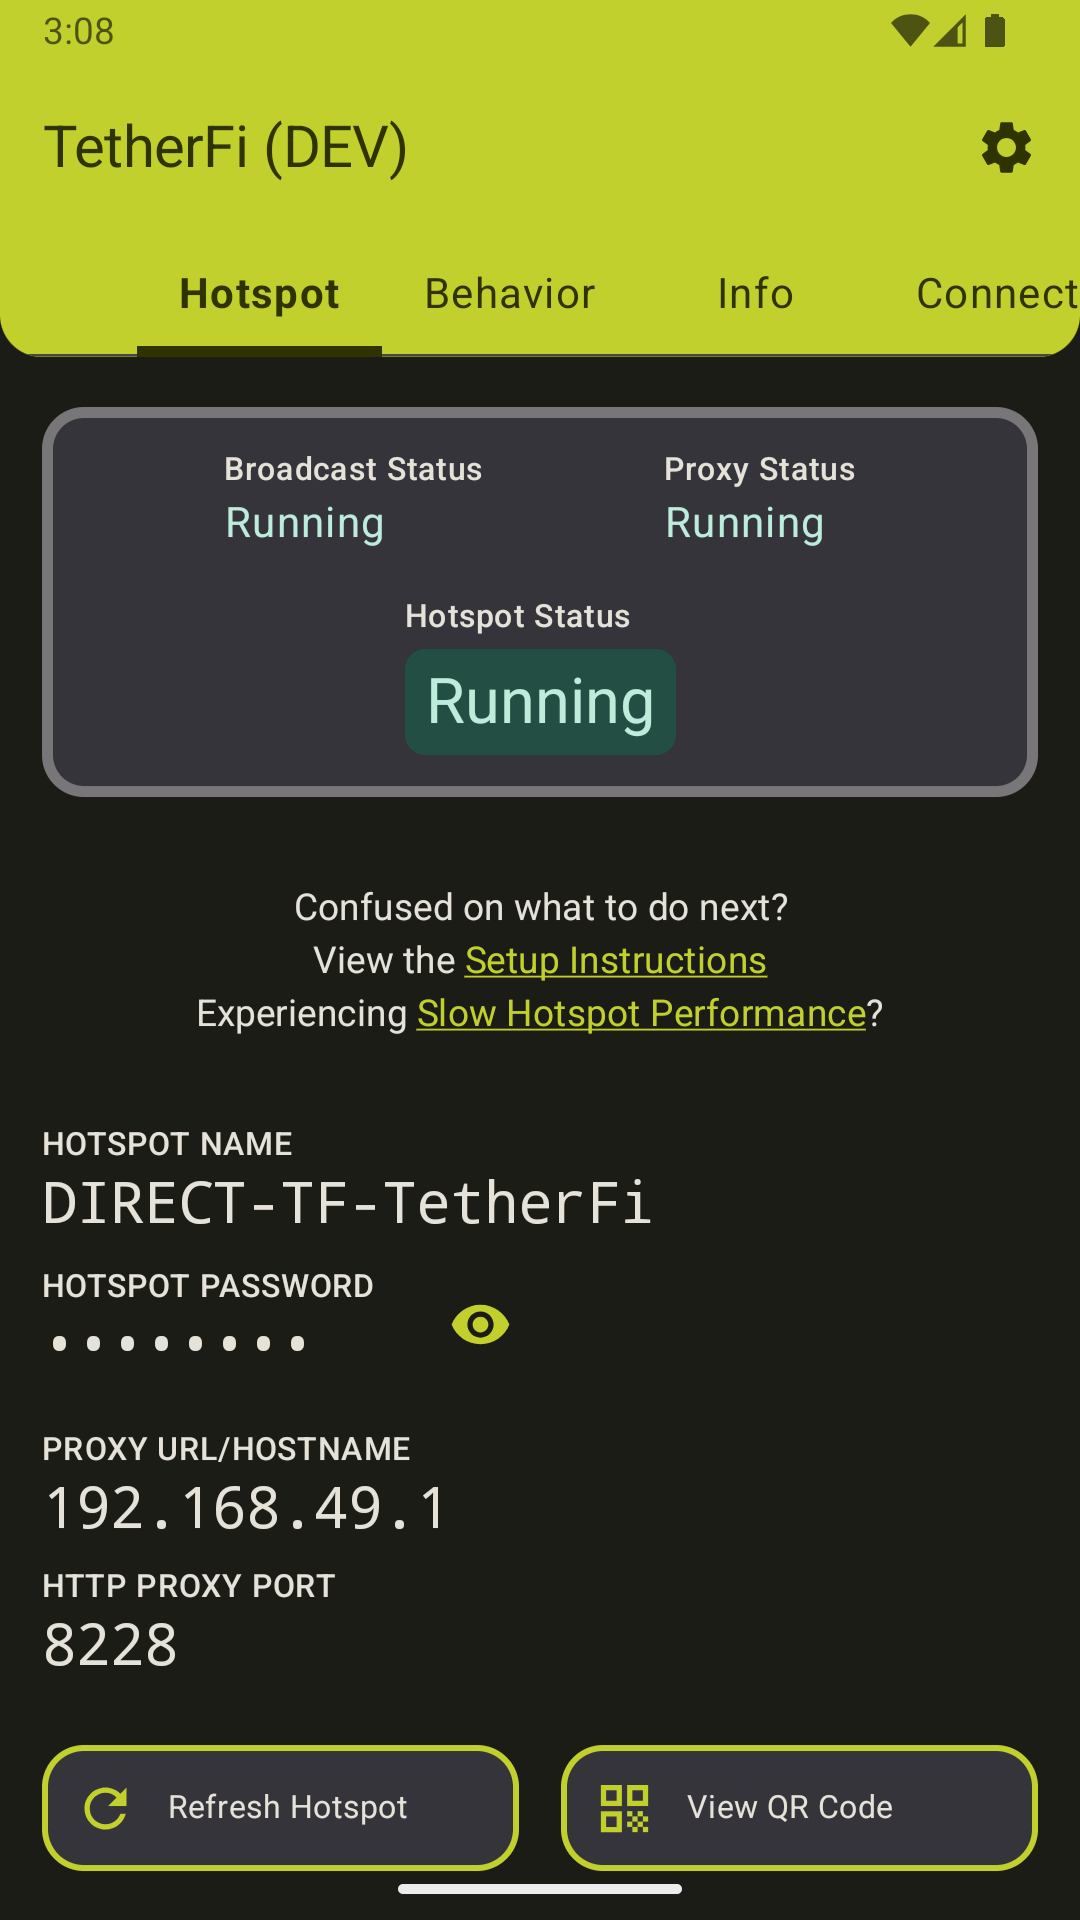 3:08
TetherFi (DEV)
Hotspot Behavior Info Connect
Broadcast Status Proxy Status
Running Running
Hotspot Status
Running
Confused on what to do next?
View the Setup Instructions
Experiencing Slow Hotspot Performance?
HOTSPOT NAME
DIRECT-TF-TetherFi
HOTSPOT PASSWORD
••••••••
PROXY URL/HOSTNAME
192.168.49.1
HTTP PROXY PORT
8228
Refresh Hotspot View QR Code